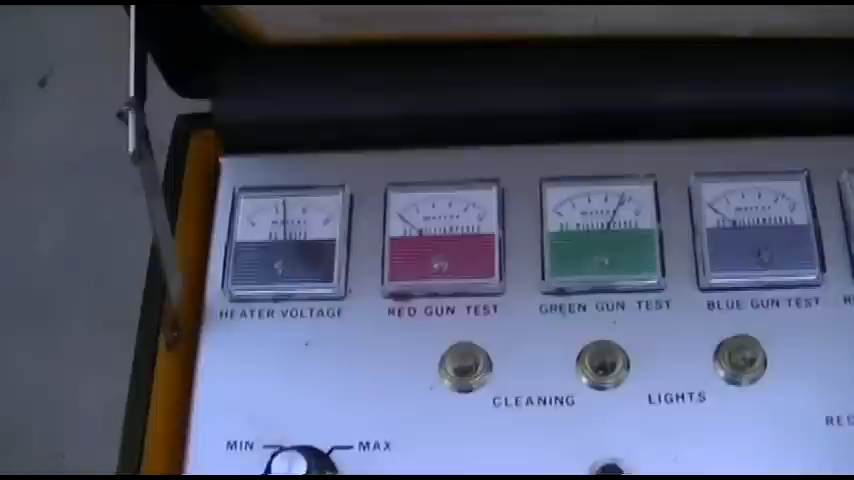 HEATER VOLTAGE
RED GUN TEST
GREEN GUN TEST
BLUE GUN TEST
CLEANING LIGHTS
MIN MAX